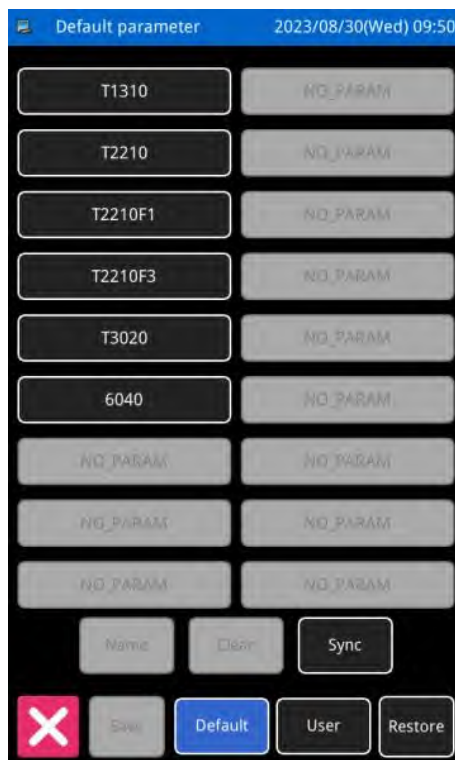 Default parameter 2023/08/30(Wed) 09:50
T1310 NO_PARAM
T2210 NO_PARAM
T2210F1 NO_PARAM
T2210F3 NO_PARAM
T3020 NO_PARAM
6040 NO_PARAM
NO_PARAM NO_PARAM
NO_PARAM NO_PARAM
NO_PARAM NO_PARAM
Name Clear Sync
Save Default User Restore